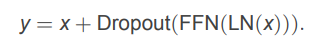 y = x + Dropout(FFN(LN(x))).